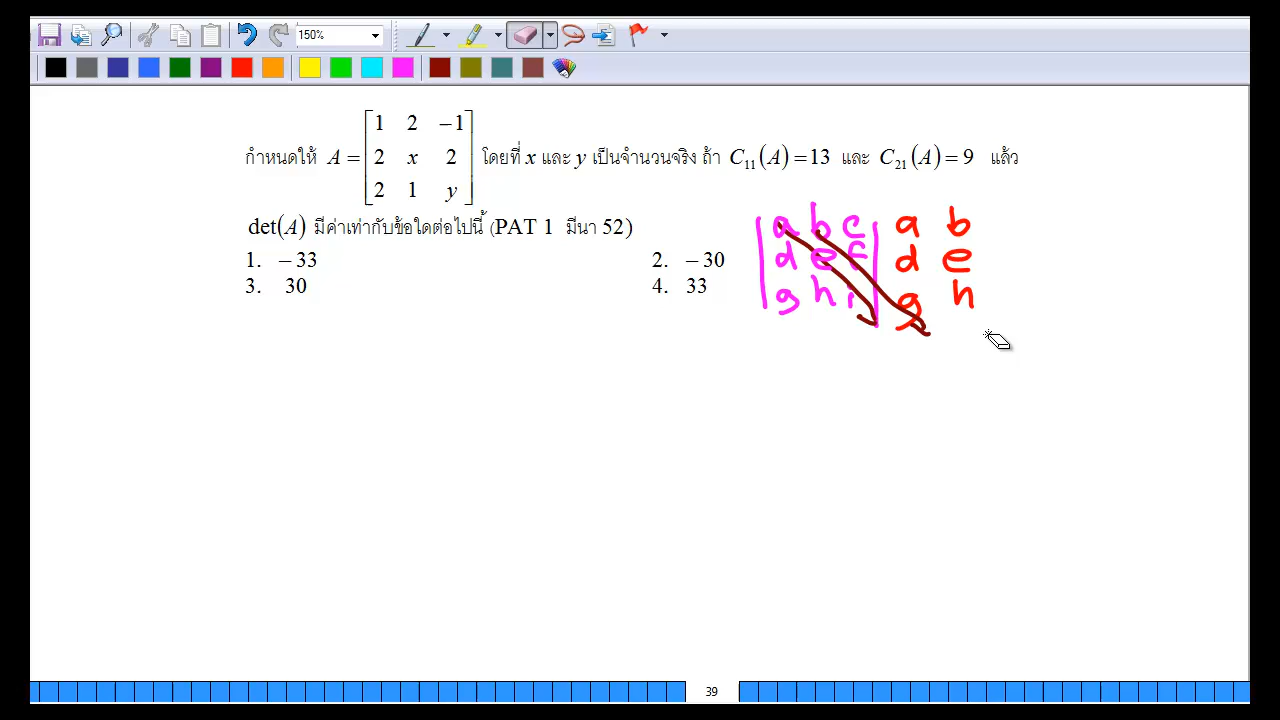 150%
กำหนดให้ A = [1 2 −1; 2 x 2; 2 1 y] โดยที่ x และ y เป็นจำนวนจริง ถ้า C₁₁(A) = 13 และ C₂₁(A) = 9 แล้ว
det(A) มีค่าเท่ากับข้อใดต่อไปนี้ (PAT 1 มีนา 52)
1. −33 2. −30
3. 30 4. 33
a b c a b
d e f d e
g h i g h
39